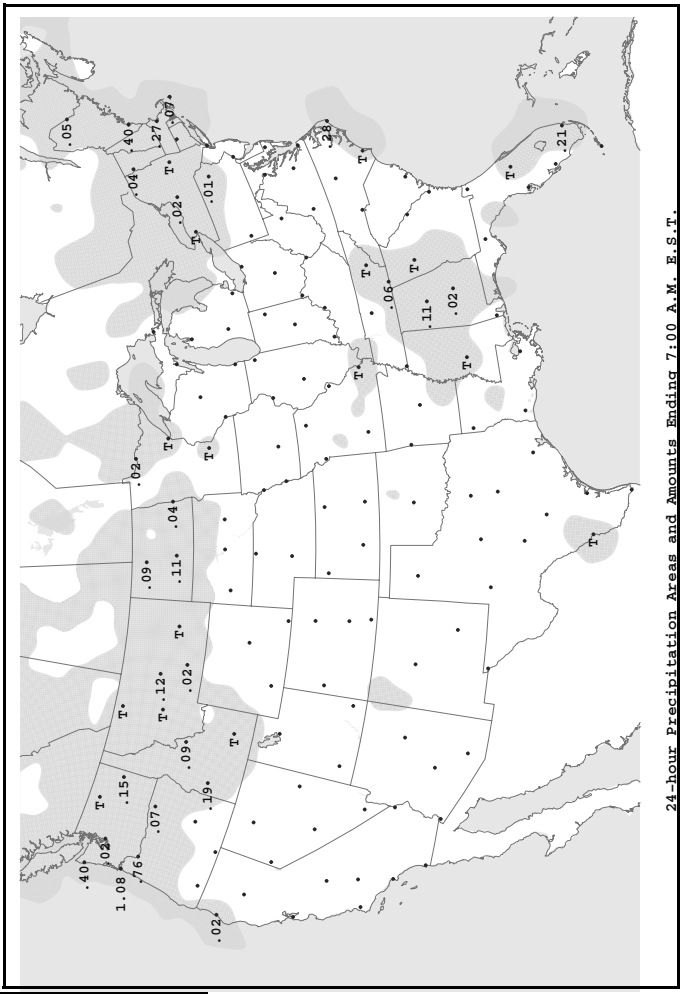 .05
.40
T
.02
1.08
T
.15
.40
.04
.02
.76
.09
.07
.27
T
.12
T
T
.07
.04
.11
.02
T
.09
.02
T
.19
T
.01
.02
T
.28
T
T
T
.06
T
.11
.02
T
T
.21
T
24-hour Precipitation Areas and Amounts Ending 7:00 A.M. E.S.T.